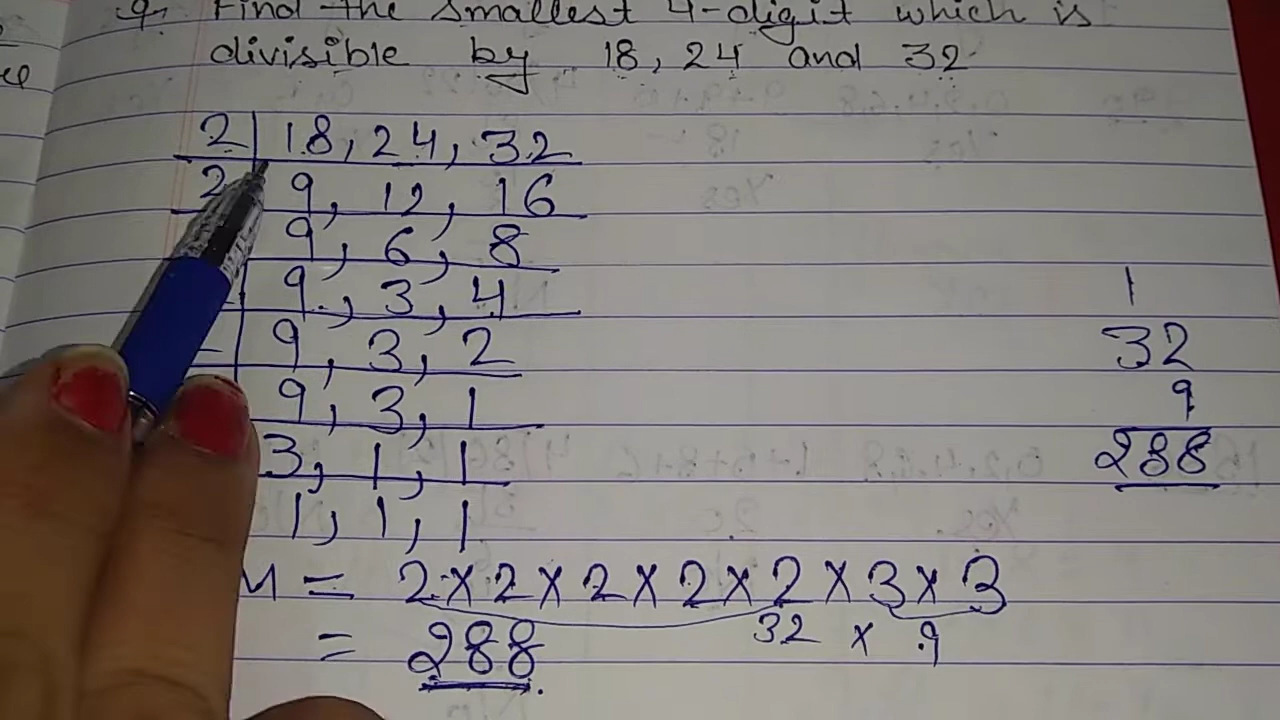 9. Find the smallest 4-digit which is
divisible by 18, 24 and 32
2 18, 24, 32
2 9, 12, 16
9, 6, 8
9, 3, 4
9, 3, 2
9, 3, 1
3, 1, 1
1, 1, 1
1
32
9
288
M = 2 x 2 x 2 x 2 x 2 x 3 x 3
32 x 9
= 288.